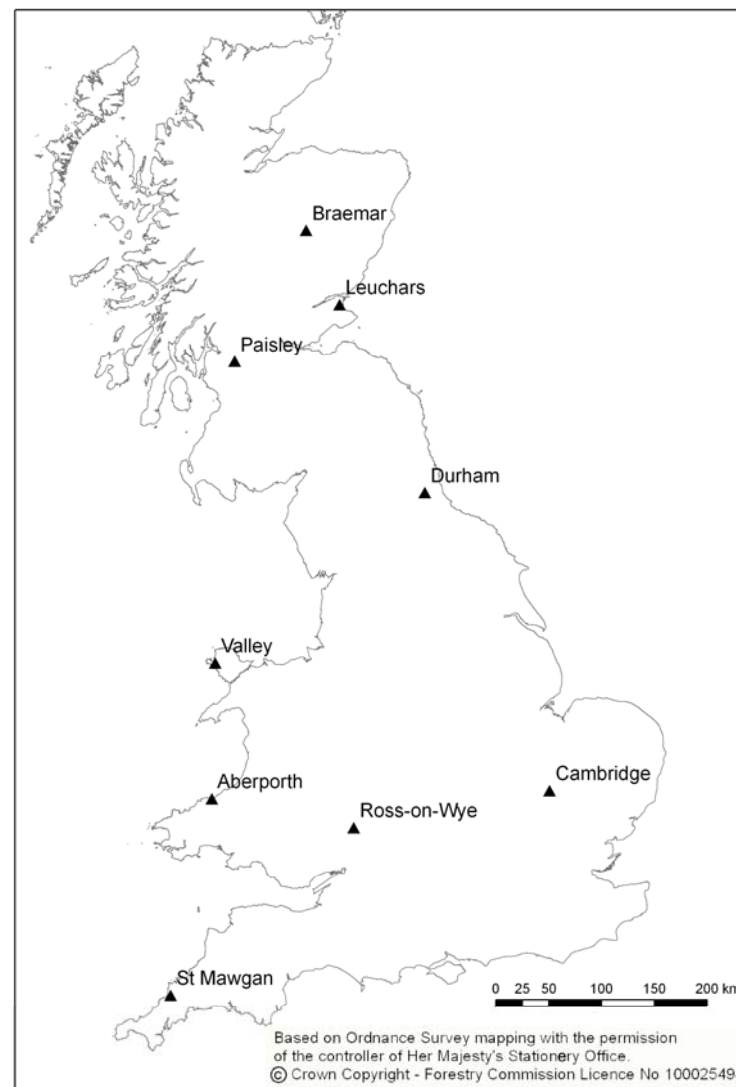 Braemar
Leuchars
Paisley
Durham
Valley
Aberporth
Cambridge
Ross-on-Wye
St Mawgan
0 25 50 100 150 200 km
Based on Ordnance Survey mapping with the permission
of the controller of Her Majesty's Stationery Office.
© Crown Copyright - Forestry Commission Licence No 10002549